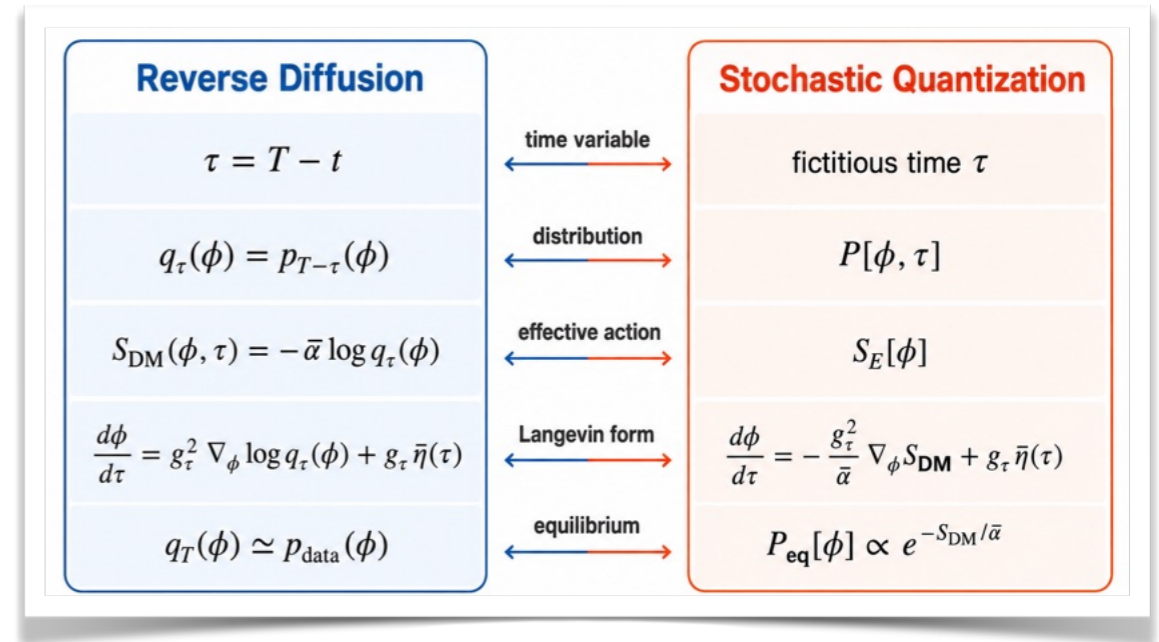 Reverse Diffusion
Stochastic Quantization
τ = T − t
time variable
fictitious time τ
q_τ(ϕ) = p_{T−τ}(ϕ)
distribution
P[ϕ, τ]
S_DM(ϕ, τ) = − ᾱ log q_τ(ϕ)
effective action
S_E[ϕ]
dϕ/dτ = g_τ² ∇_ϕ log q_τ(ϕ) + g_τ η̄(τ)
Langevin form
dϕ/dτ = − g_τ²/ᾱ ∇_ϕ S_DM + g_τ η̄(τ)
q_T(ϕ) ≃ p_data(ϕ)
equilibrium
P_eq[ϕ] ∝ e^{−S_DM/ᾱ}